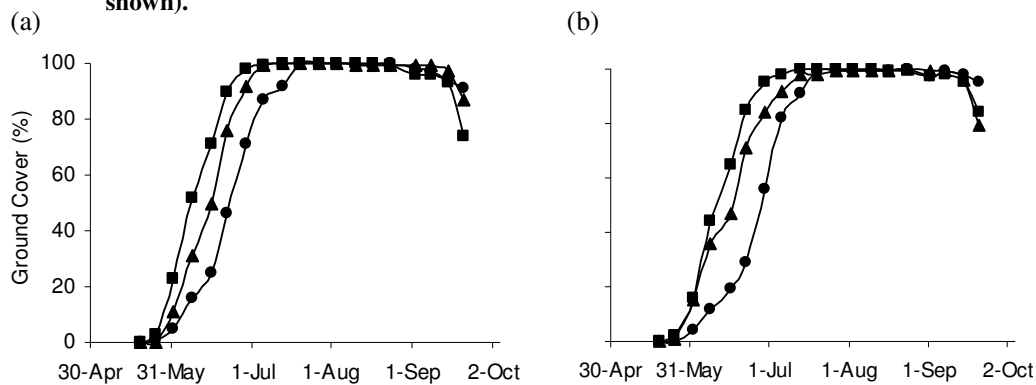 shown).
(a)
(b)
100
80
60
40
20
0
Ground Cover (%)
30-Apr 31-May 1-Jul 1-Aug 1-Sep 2-Oct
30-Apr 31-May 1-Jul 1-Aug 1-Sep 2-Oct